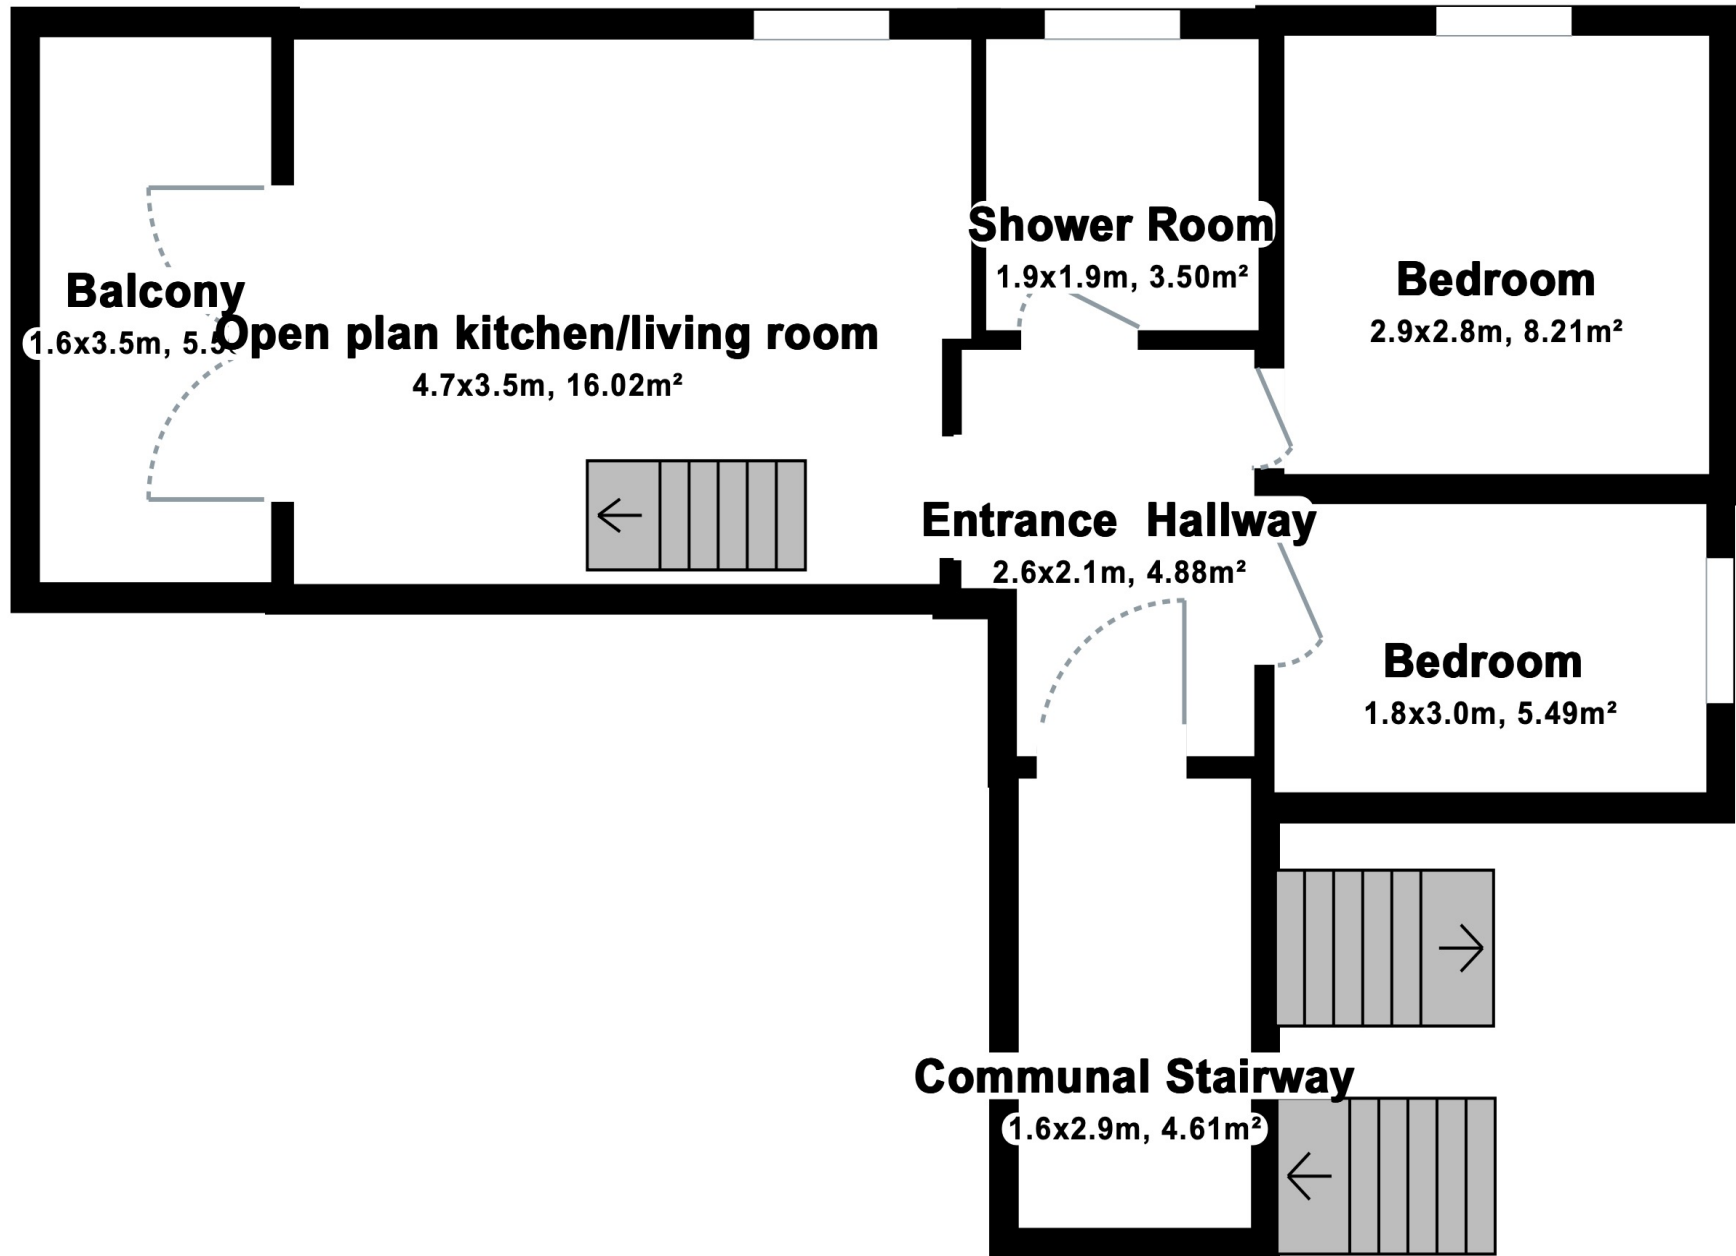 Shower Room
1.9x1.9m, 3.50m²
Bedroom
2.9x2.8m, 8.21m²
Balcony
1.6x3.5m, 5.5
Open plan kitchen/living room
4.7x3.5m, 16.02m²
Entrance Hallway
2.6x2.1m, 4.88m²
Bedroom
1.8x3.0m, 5.49m²
Communal Stairway
1.6x2.9m, 4.61m²